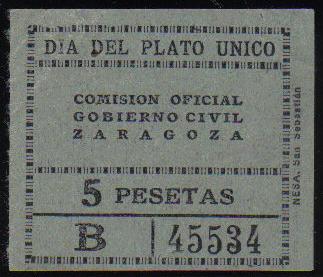 DIA DEL PLATO UNICO
COMISION OFICIAL
GOBIERNO CIVIL
ZARAGOZA
5 PESETAS
B 45534
NESA. San Sebastián